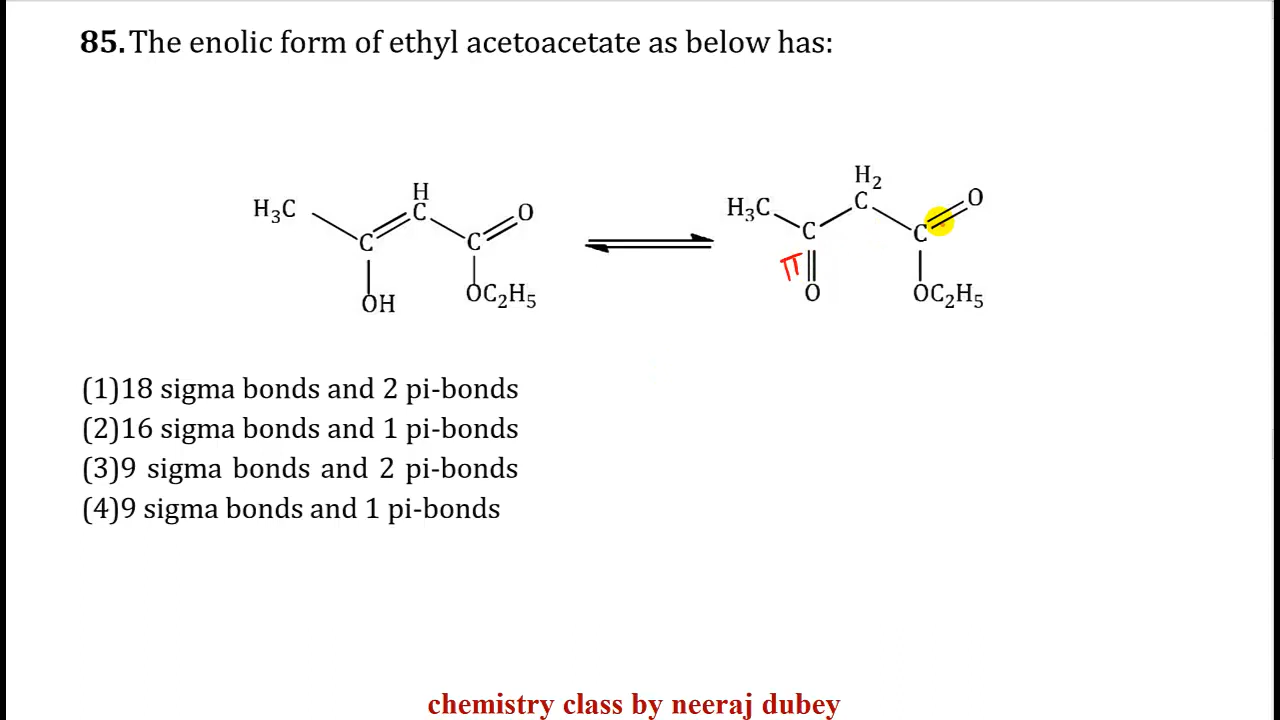 85. The enolic form of ethyl acetoacetate as below has:
H₃C H C C C O OH OC₂H₅
H₃C H₂ C C C O O OC₂H₅ π
(1)18 sigma bonds and 2 pi-bonds
(2)16 sigma bonds and 1 pi-bonds
(3)9 sigma bonds and 2 pi-bonds
(4)9 sigma bonds and 1 pi-bonds
chemistry class by neeraj dubey